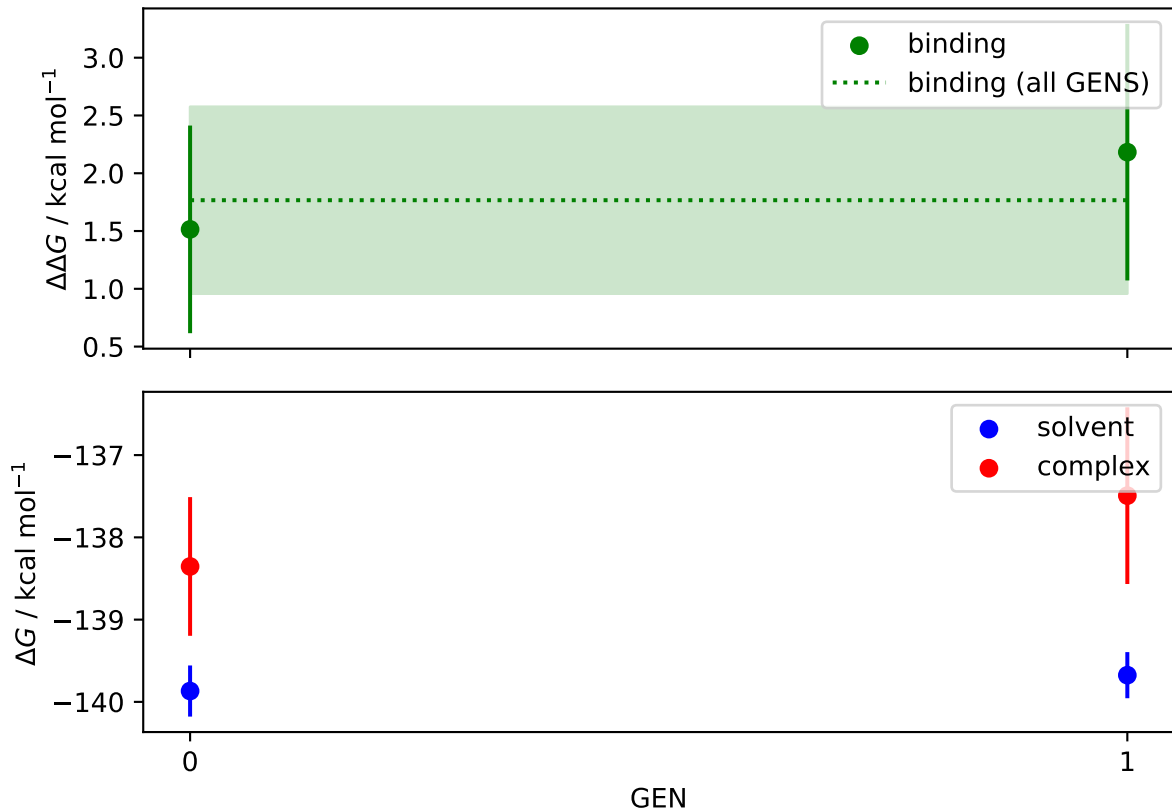 3.0
2.5
2.0
1.5
1.0
0.5
ΔΔG / kcal mol⁻¹
binding
binding (all GENS)
−137
−138
−139
−140
ΔG / kcal mol⁻¹
solvent
complex
0
1
GEN